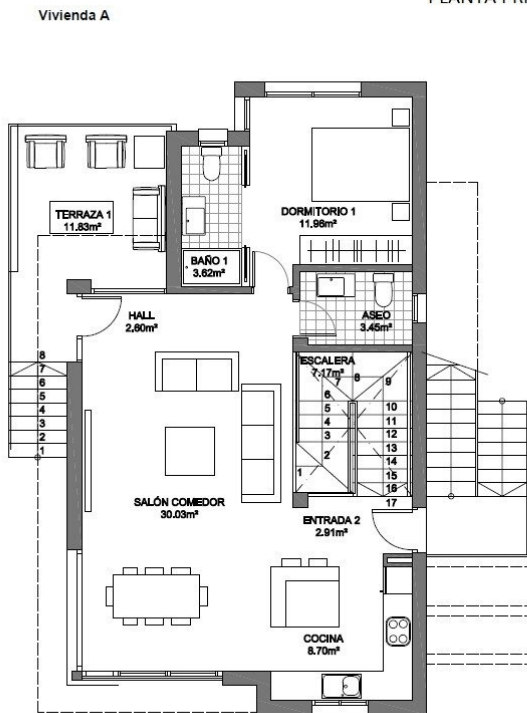 Vivienda A
TERRAZA 1
11.83m²
BAÑO 1
3.62m²
DORMITORIO 1
11.98m²
HALL
2.60m²
ASEO
3.45m²
ESCALERA
7.17m²
8
7
6
5
4
3
2
1
1
2
3
4
5
6
7
8
9
10
11
12
13
14
15
16
17
SALÓN COMEDOR
30.03m²
ENTRADA 2
2.91m²
COCINA
8.70m²